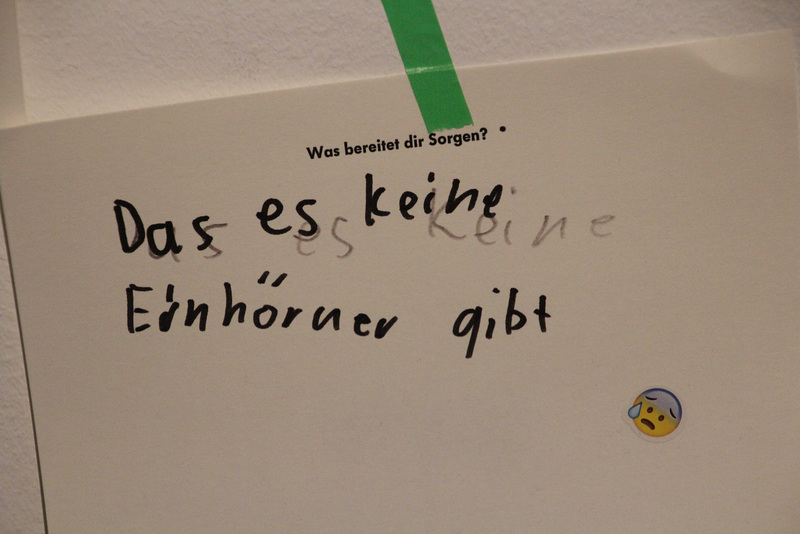 Was bereitet dir Sorgen?
Das es keine
Einhörner gibt